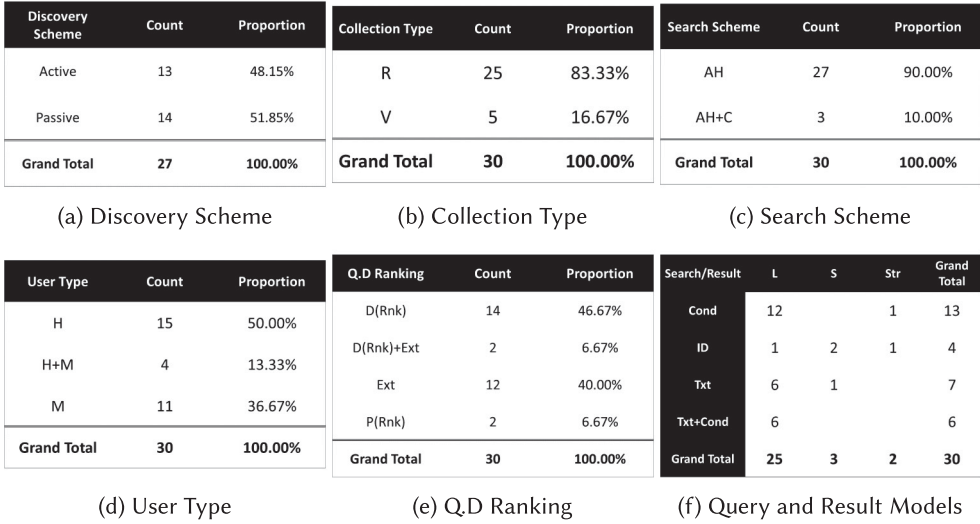 Discovery Scheme Count Proportion
Active 13 48.15%
Passive 14 51.85%
Grand Total 27 100.00%
(a) Discovery Scheme
Collection Type Count Proportion
R 25 83.33%
V 5 16.67%
Grand Total 30 100.00%
(b) Collection Type
Search Scheme Count Proportion
AH 27 90.00%
AH+C 3 10.00%
Grand Total 30 100.00%
(c) Search Scheme
User Type Count Proportion
H 15 50.00%
H+M 4 13.33%
M 11 36.67%
Grand Total 30 100.00%
(d) User Type
Q.D Ranking Count Proportion
D(Rnk) 14 46.67%
D(Rnk)+Ext 2 6.67%
Ext 12 40.00%
P(Rnk) 2 6.67%
Grand Total 30 100.00%
(e) Q.D Ranking
Search/Result L S Str Grand Total
Cond 12 1 13
ID 1 2 1 4
Txt 6 1 7
Txt+Cond 6 6
Grand Total 25 3 2 30
(f) Query and Result Models